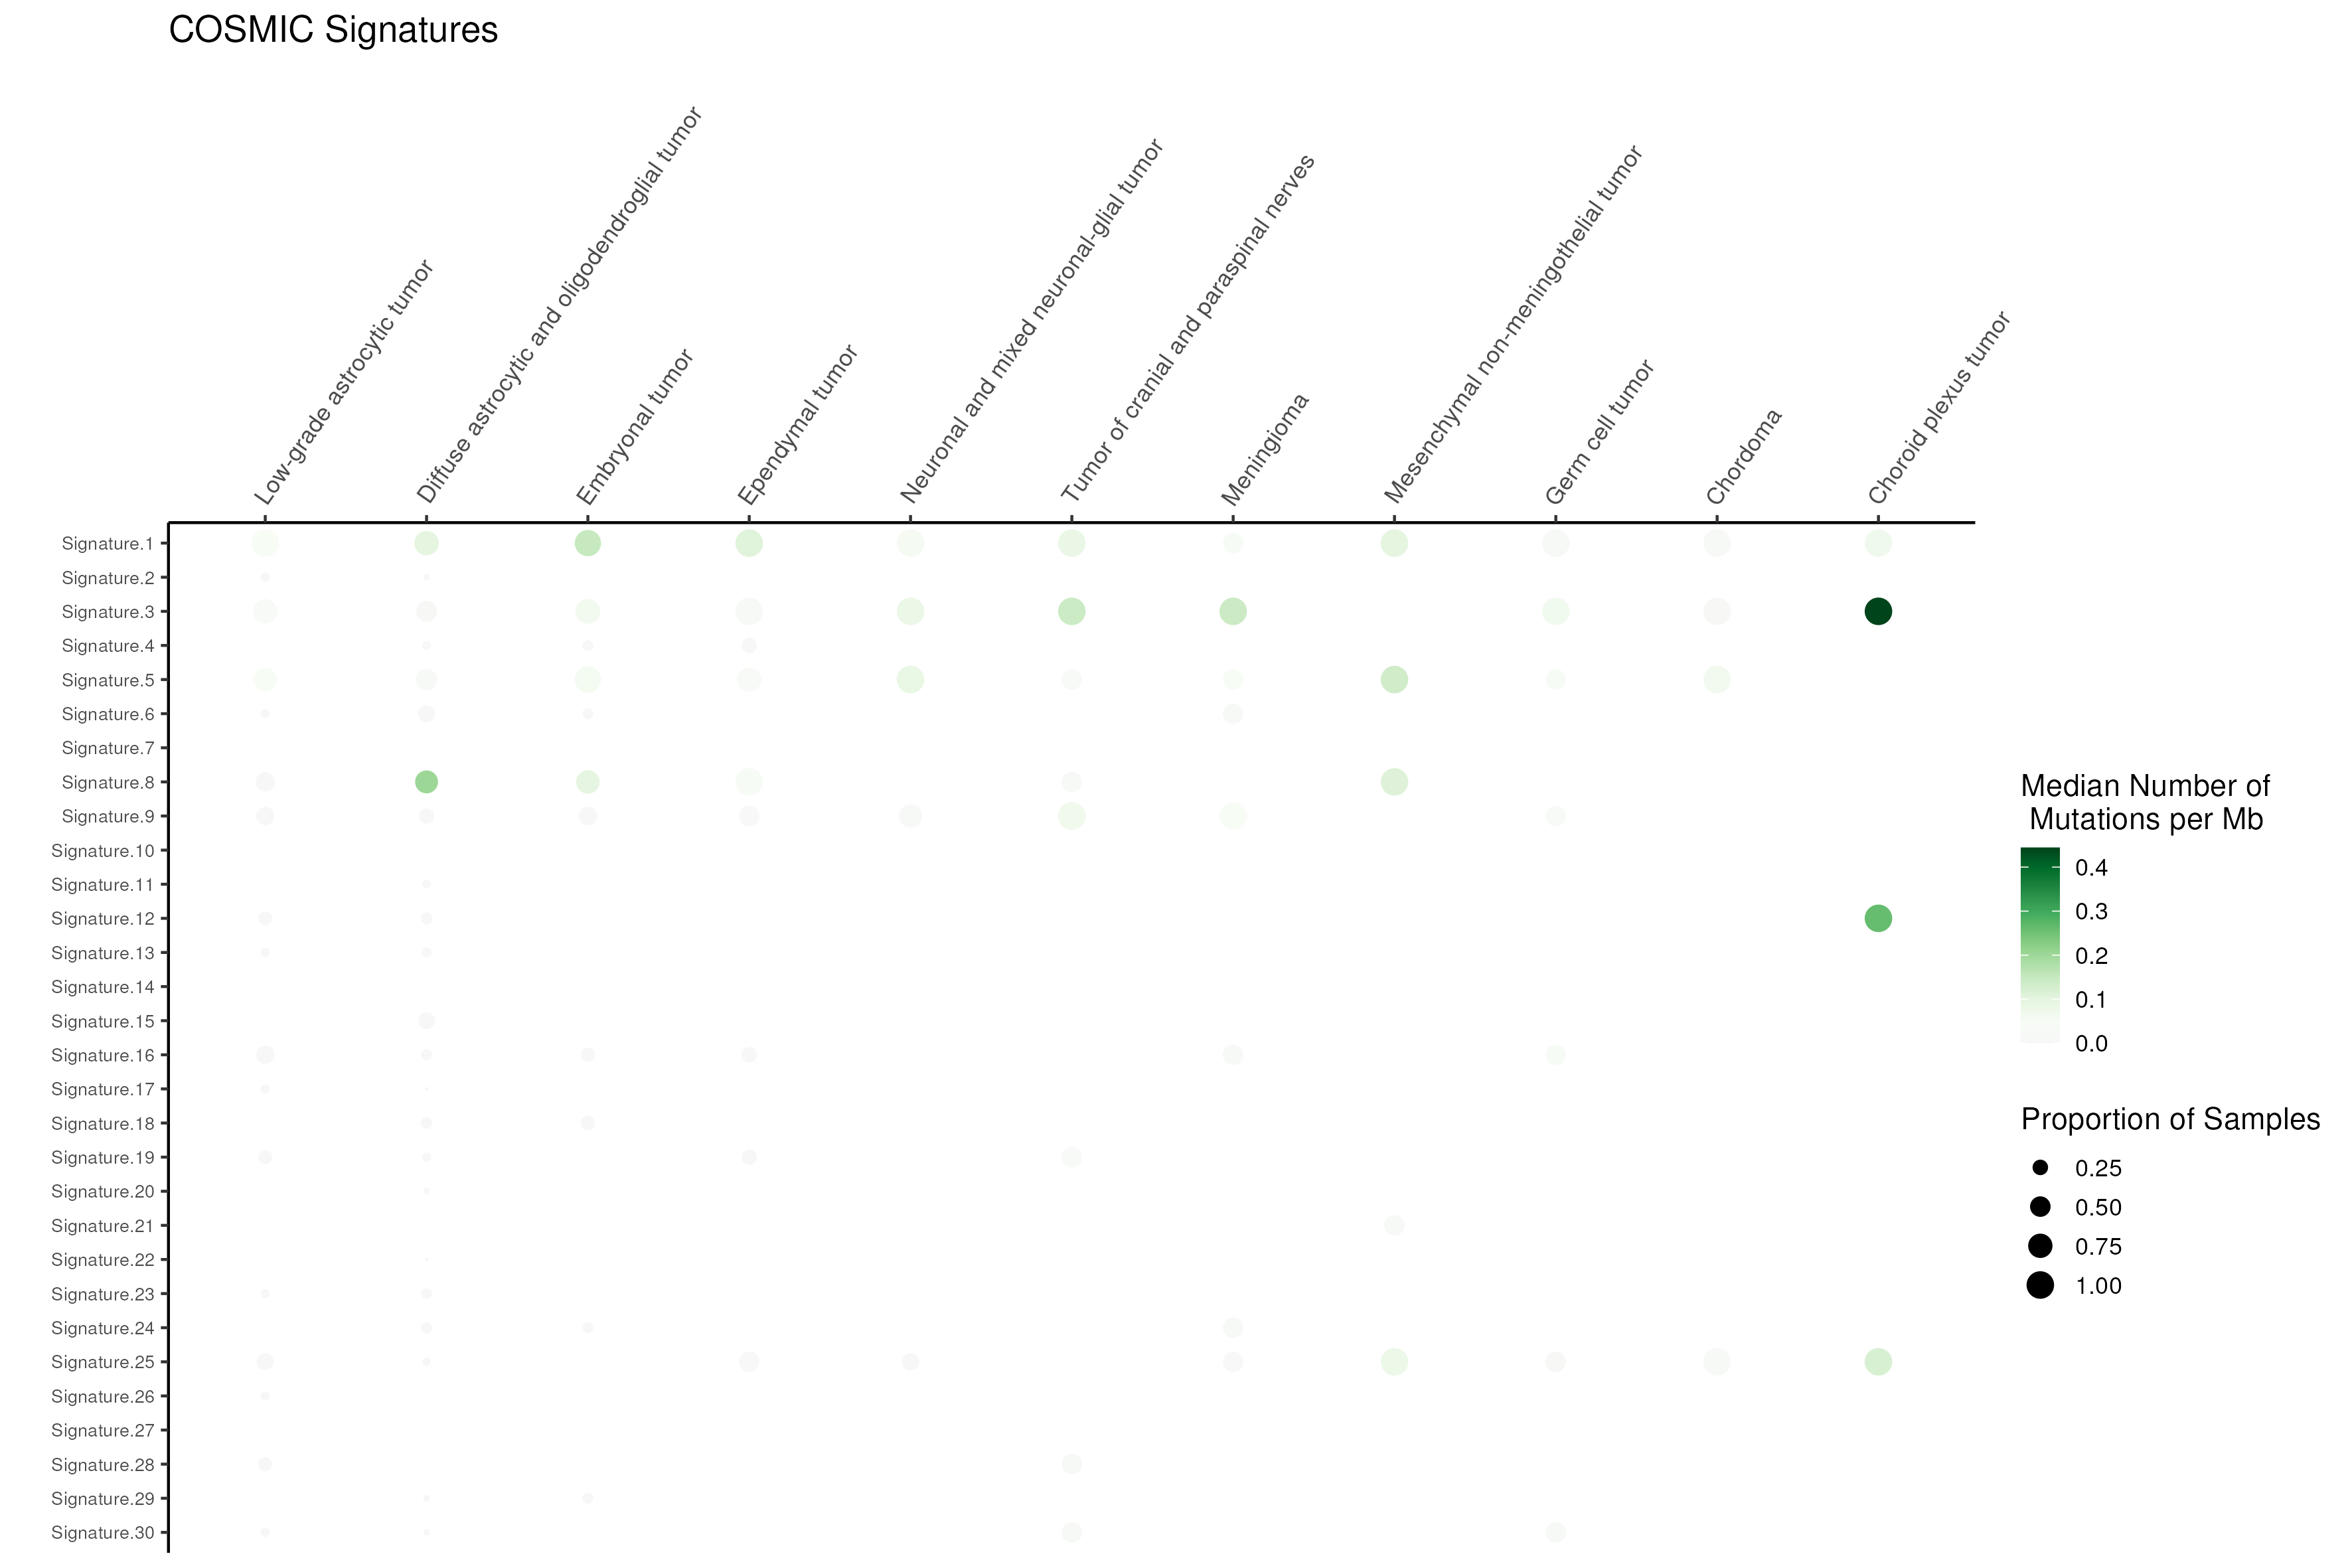 COSMIC Signatures
Low-grade astrocytic tumor
Diffuse astrocytic and oligodendroglial tumor
Embryonal tumor
Ependymal tumor
Neuronal and mixed neuronal-glial tumor
Tumor of cranial and paraspinal nerves
Meningioma
Mesenchymal non-meningothelial tumor
Germ cell tumor
Chordoma
Choroid plexus tumor
Signature.1
Signature.2
Signature.3
Signature.4
Signature.5
Signature.6
Signature.7
Signature.8
Signature.9
Signature.10
Signature.11
Signature.12
Signature.13
Signature.14
Signature.15
Signature.16
Signature.17
Signature.18
Signature.19
Signature.20
Signature.21
Signature.22
Signature.23
Signature.24
Signature.25
Signature.26
Signature.27
Signature.28
Signature.29
Signature.30
Median Number of
Mutations per Mb
0.4
0.3
0.2
0.1
0.0
Proportion of Samples
0.25
0.50
0.75
1.00